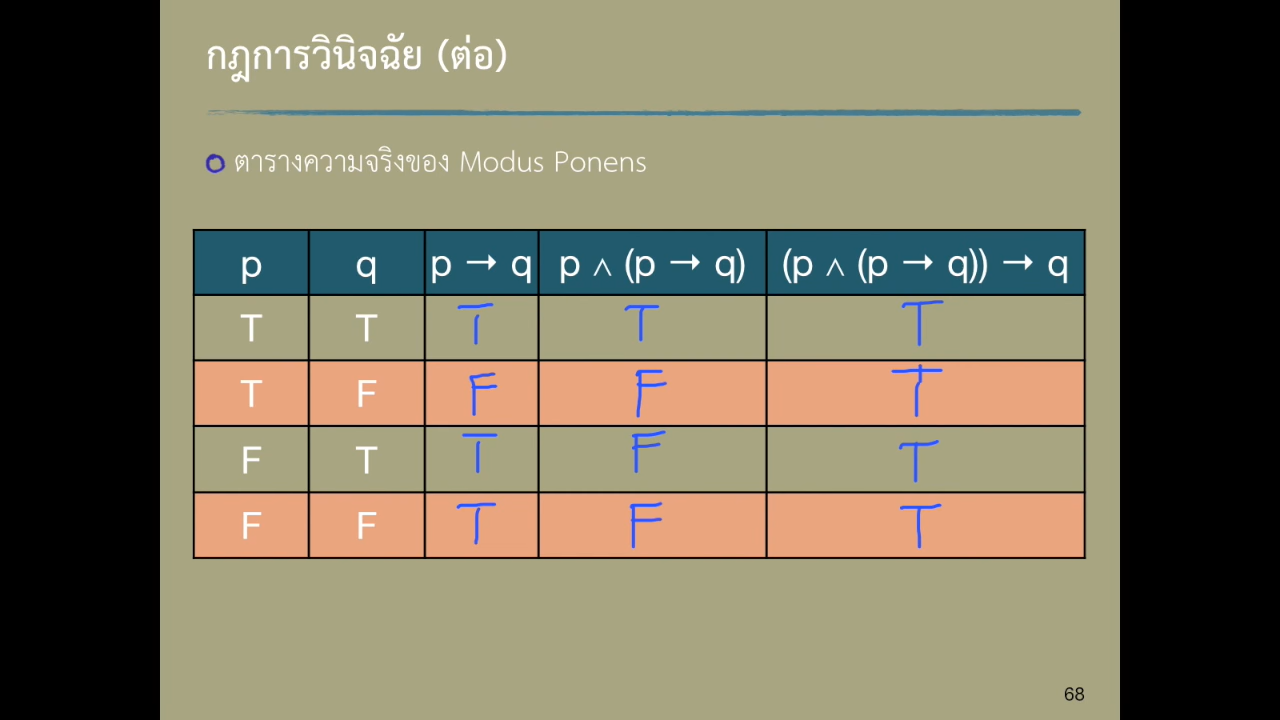 กฎการวินิจฉัย (ต่อ)
ตารางความจริงของ Modus Ponens
p q p → q p ∧ (p → q) (p ∧ (p → q)) → q
T T T T T
T F F F T
F T T F T
F F T F T
68